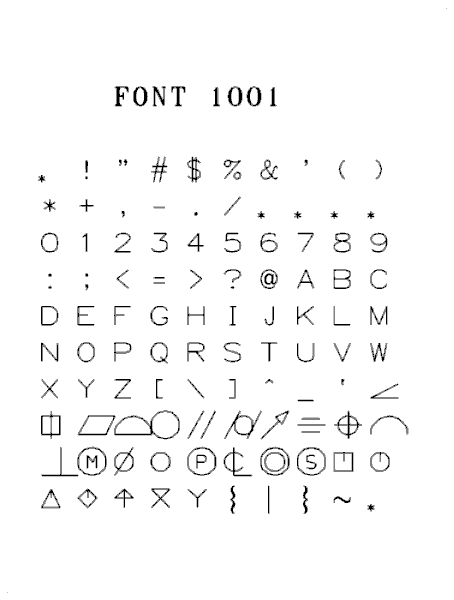 FONT 1001
* ! " # $ % & ' ( )
* + , - . / * * * *
0 1 2 3 4 5 6 7 8 9
: ; < = > ? @ A B C
D E F G H I J K L M
N O P Q R S T U V W
X Y Z [ \ ] ^ _ ‛ ∠
⌖ ▱ ⌓ ○ // ⌭ ↗ ⌯ ⌖ ⌒
⊥ Ⓜ ∅ ○ Ⓟ ℄ ◎ Ⓢ
Y { | } ~ *